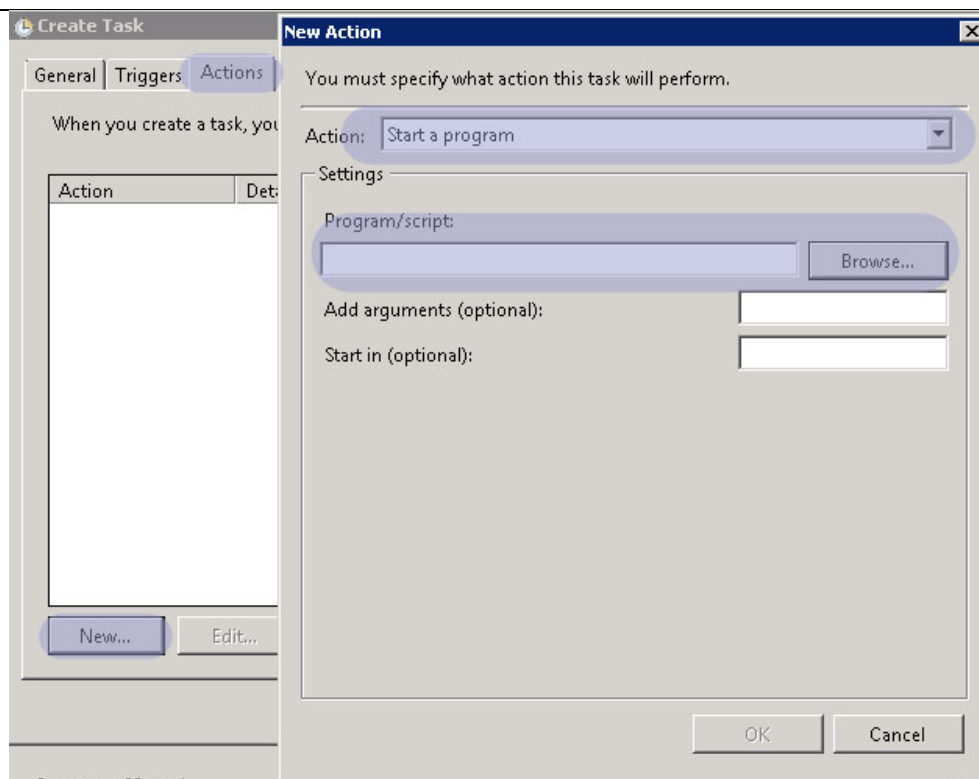 Create Task
General Triggers Actions
When you create a task, you
Action
New... Edit...
New Action
You must specify what action this task will perform.
Action: Start a program
Settings
Program/script:
Browse...
Add arguments (optional):
Start in (optional):
OK Cancel